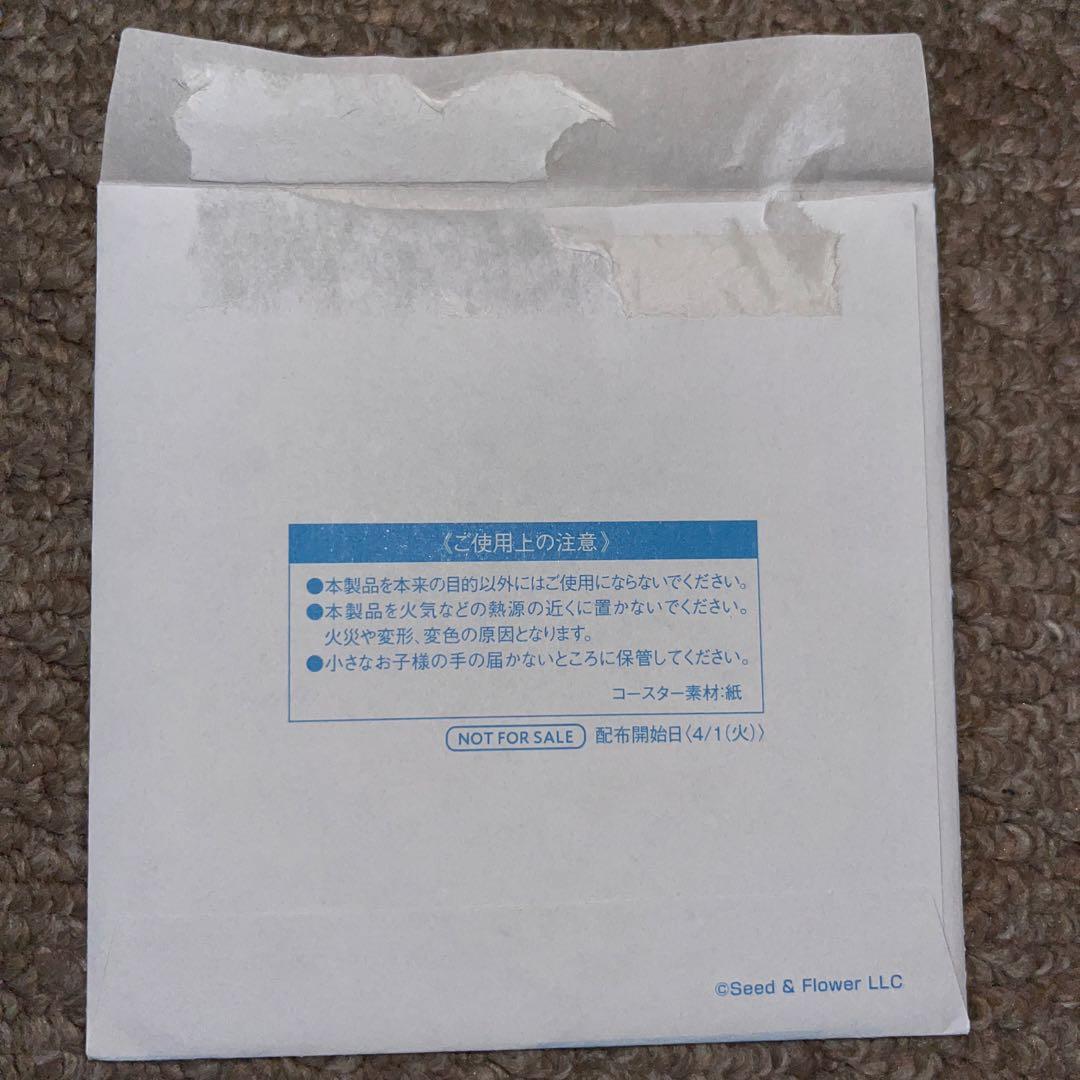 《ご使用上の注意》
●本製品を本来の目的以外にはご使用にならないでください。
●本製品を火気などの熱源の近くに置かないでください。
火災や変形、変色の原因となります。
●小さなお子様の手の届かないところに保管してください。
コースター素材:紙
NOT FOR SALE 配布開始日〈4/1(火)〉
©Seed & Flower LLC